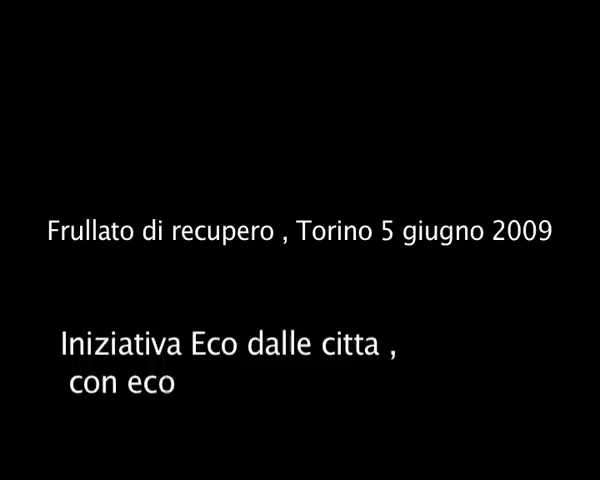 Frullato di recupero , Torino 5 giugno 2009
Iniziativa Eco dalle citta ,
con eco